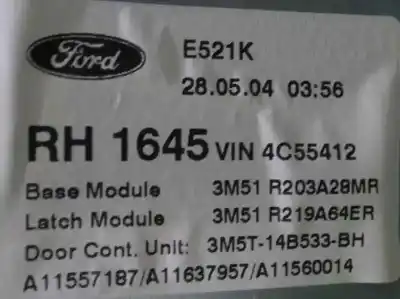 Ford
E521K
28.05.04 03:56
RH 1645 VIN 4C55412
Base Module 3M51 R203A28MR
Latch Module 3M51 R219A64ER
Door Cont. Unit: 3M5T-14B533-BH
A11557187/A11637957/A11560014